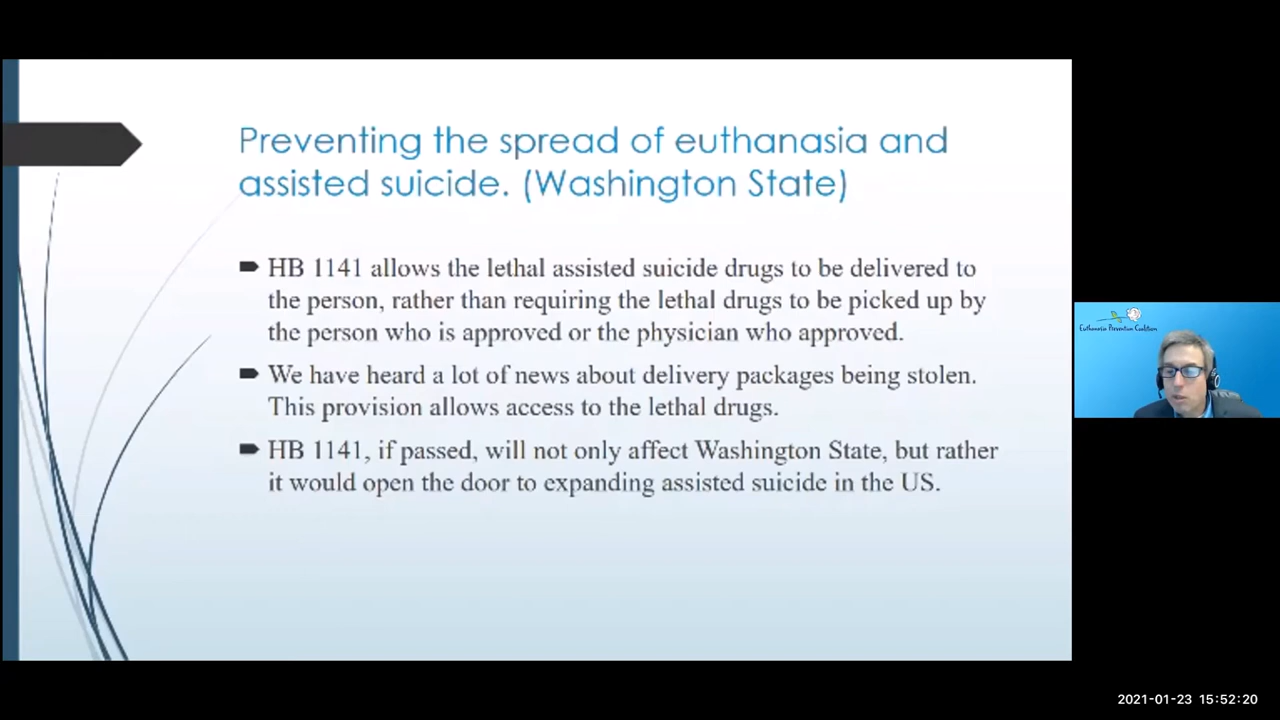 Preventing the spread of euthanasia and
assisted suicide. (Washington State)
HB 1141 allows the lethal assisted suicide drugs to be delivered to
the person, rather than requiring the lethal drugs to be picked up by
the person who is approved or the physician who approved.
We have heard a lot of news about delivery packages being stolen.
This provision allows access to the lethal drugs.
HB 1141, if passed, will not only affect Washington State, but rather
it would open the door to expanding assisted suicide in the US.
Euthanasia Prevention Coalition
2021-01-23 15:52:20